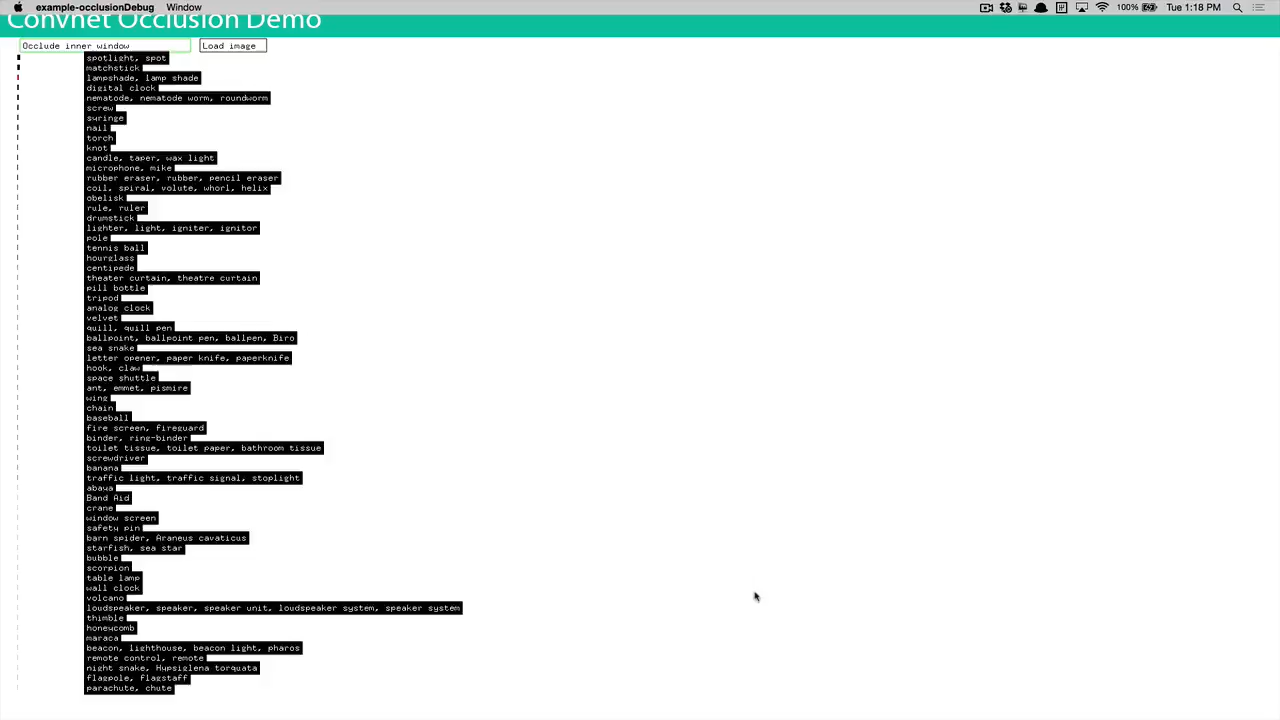 example-occlusionDebug Window 100% Tue 1:18 PM
Convnet Occlusion Demo
Occlude inner window Load image
spotlight, spot
matchstick
lampshade, lamp shade
digital clock
nematode, nematode worm, roundworm
screw
syringe
nail
torch
knot
candle, taper, wax light
microphone, mike
rubber eraser, rubber, pencil eraser
coil, spiral, volute, whorl, helix
obelisk
rule, ruler
drumstick
lighter, light, igniter, ignitor
pole
tennis ball
hourglass
centipede
theater curtain, theatre curtain
pill bottle
tripod
analog clock
velvet
quill, quill pen
ballpoint, ballpoint pen, ballpen, Biro
sea snake
letter opener, paper knife, paperknife
hook, claw
space shuttle
ant, emmet, pismire
wing
chain
baseball
fire screen, fireguard
binder, ring-binder
toilet tissue, toilet paper, bathroom tissue
screwdriver
banana
traffic light, traffic signal, stoplight
abaya
Band Aid
crane
window screen
safety pin
barn spider, Araneus cavaticus
starfish, sea star
bubble
scorpion
table lamp
wall clock
volcano
loudspeaker, speaker, speaker unit, loudspeaker system, speaker system
thimble
honeycomb
maraca
beacon, lighthouse, beacon light, pharos
remote control, remote
night snake, Hypsiglena torquata
flagpole, flagstaff
parachute, chute